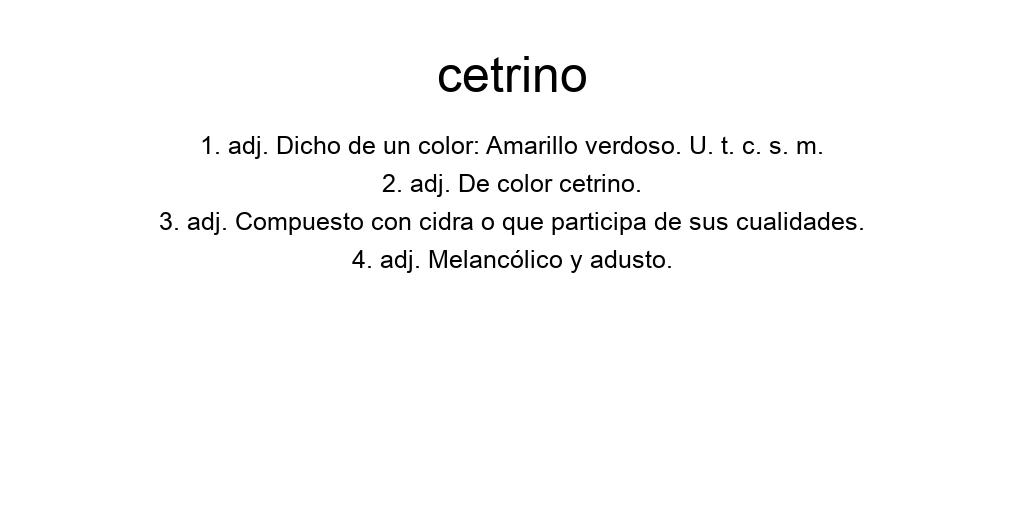 cetrino
1. adj. Dicho de un color: Amarillo verdoso. U. t. c. s. m.
2. adj. De color cetrino.
3. adj. Compuesto con cidra o que participa de sus cualidades.
4. adj. Melancólico y adusto.